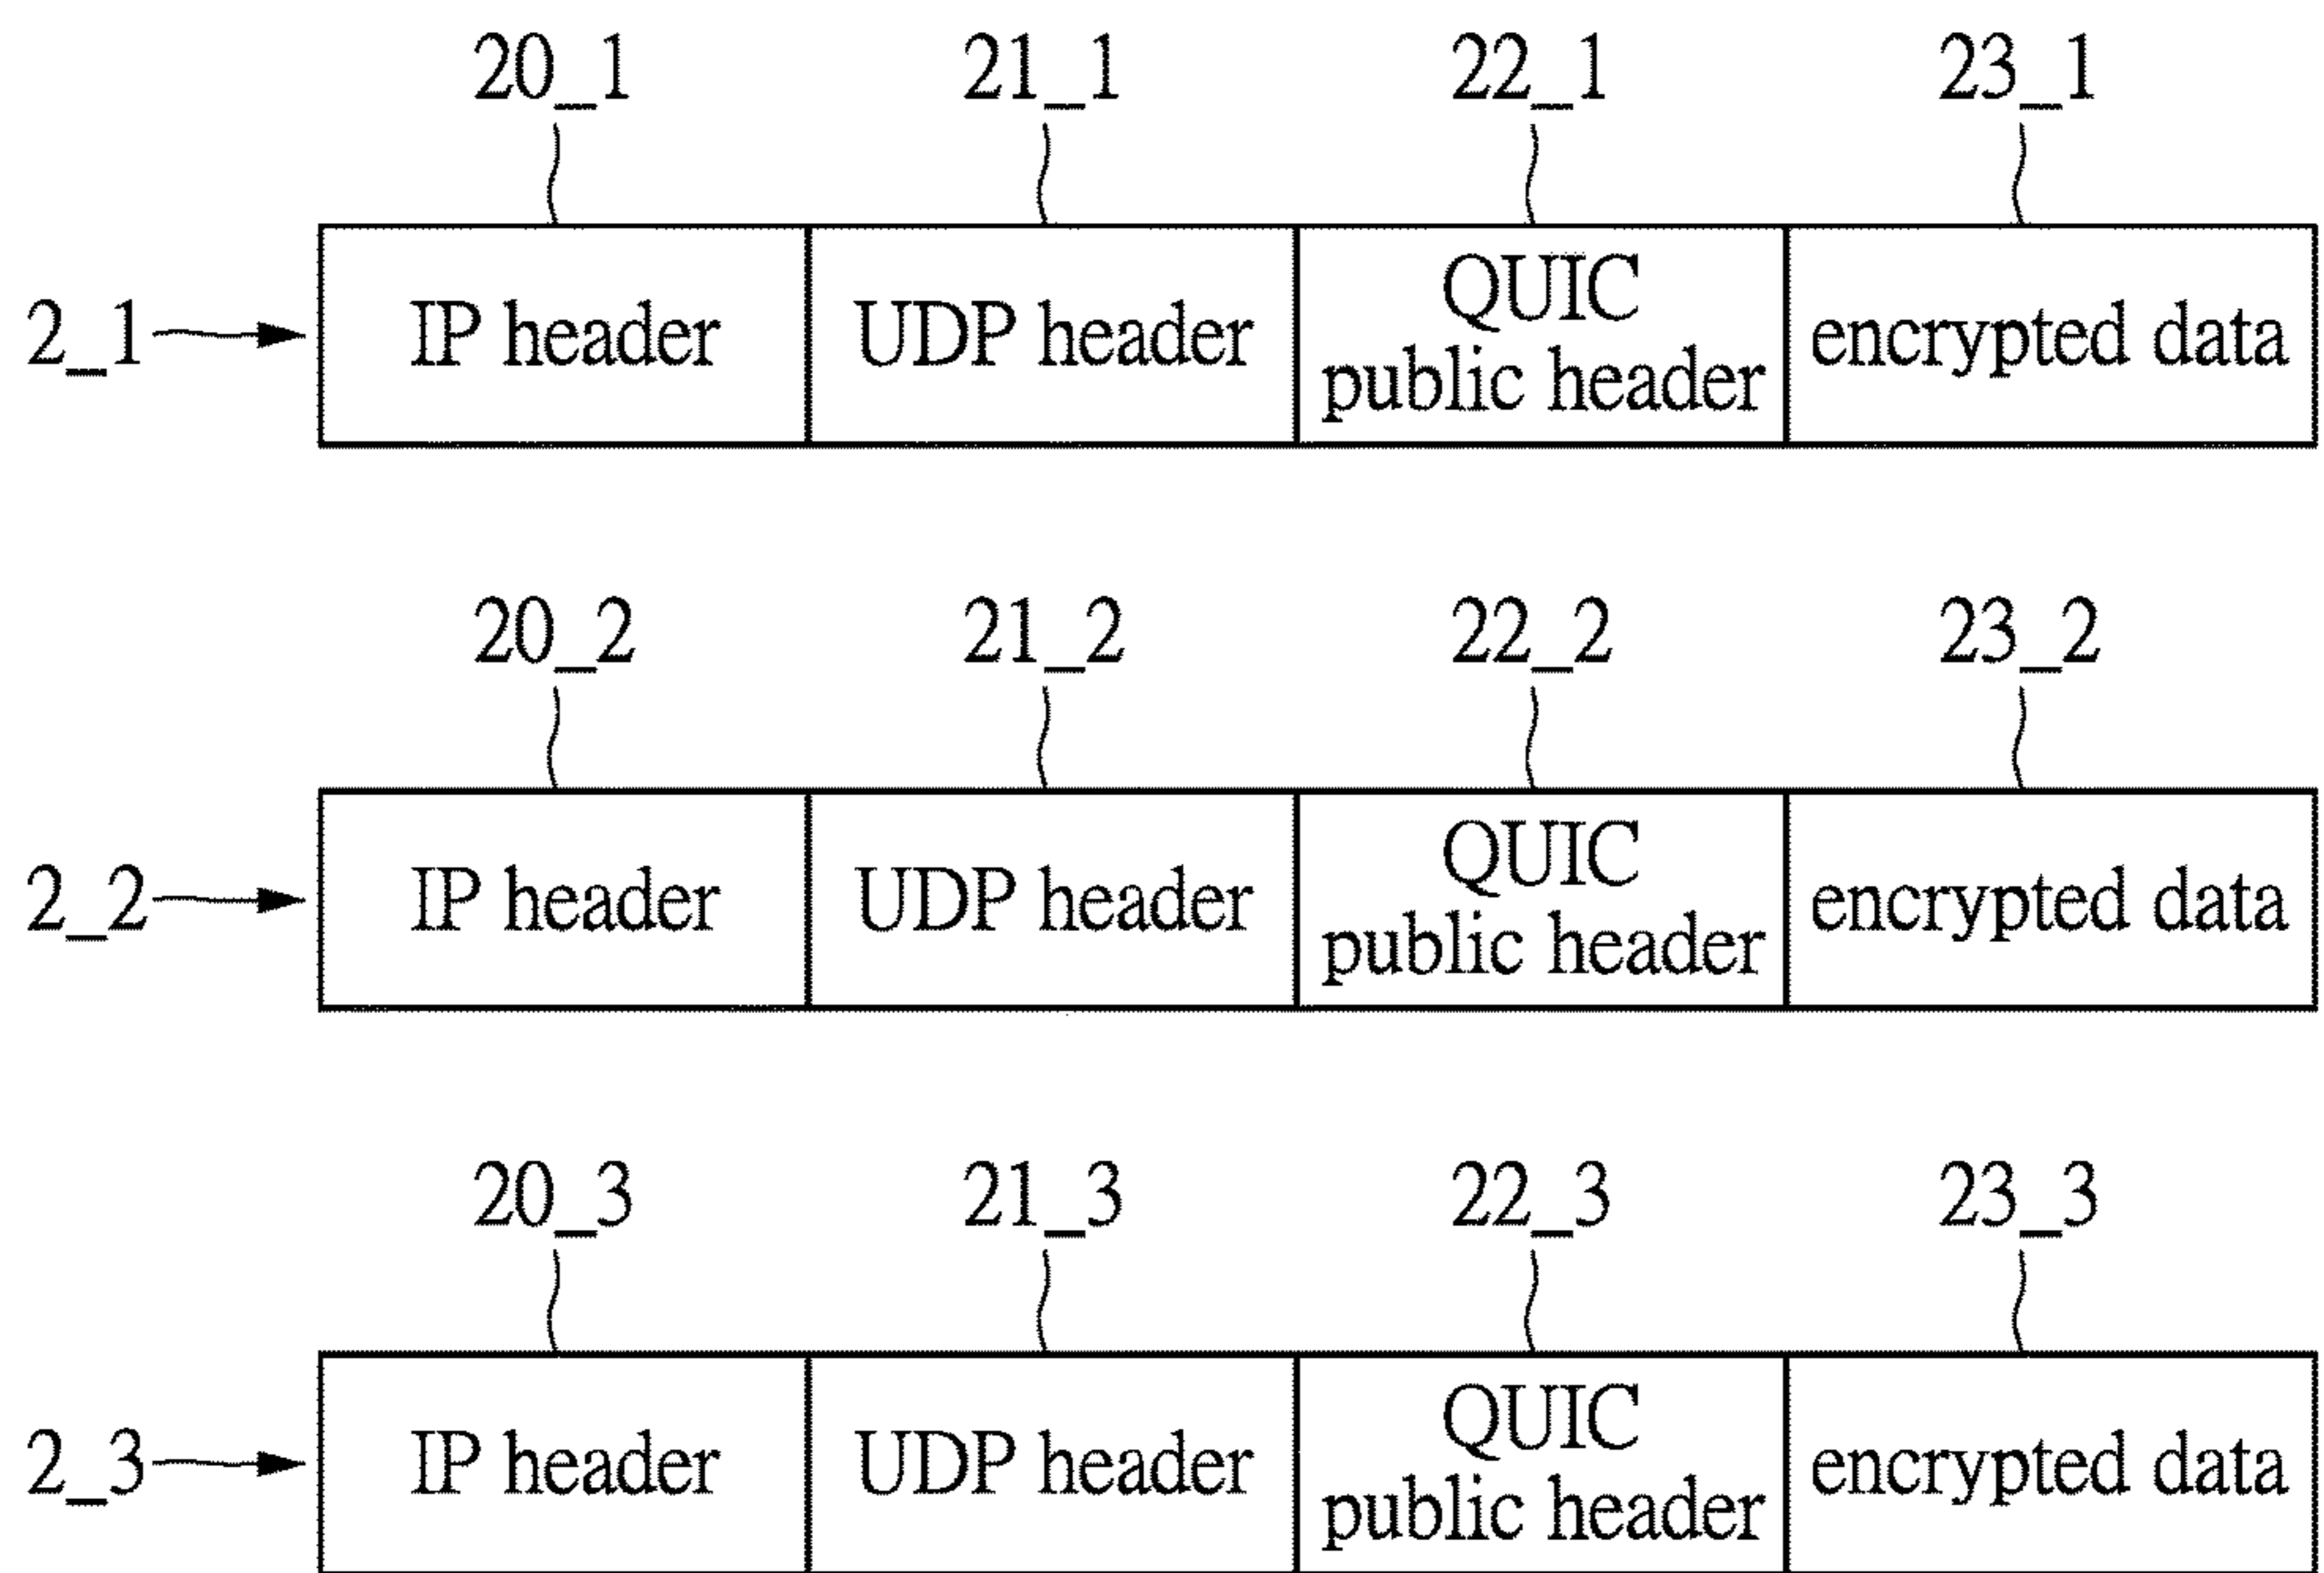 20_1 21_1 22_1 23_1
2_1 IP header UDP header QUIC public header encrypted data
20_2 21_2 22_2 23_2
2_2 IP header UDP header QUIC public header encrypted data
20_3 21_3 22_3 23_3
2_3 IP header UDP header QUIC public header encrypted data